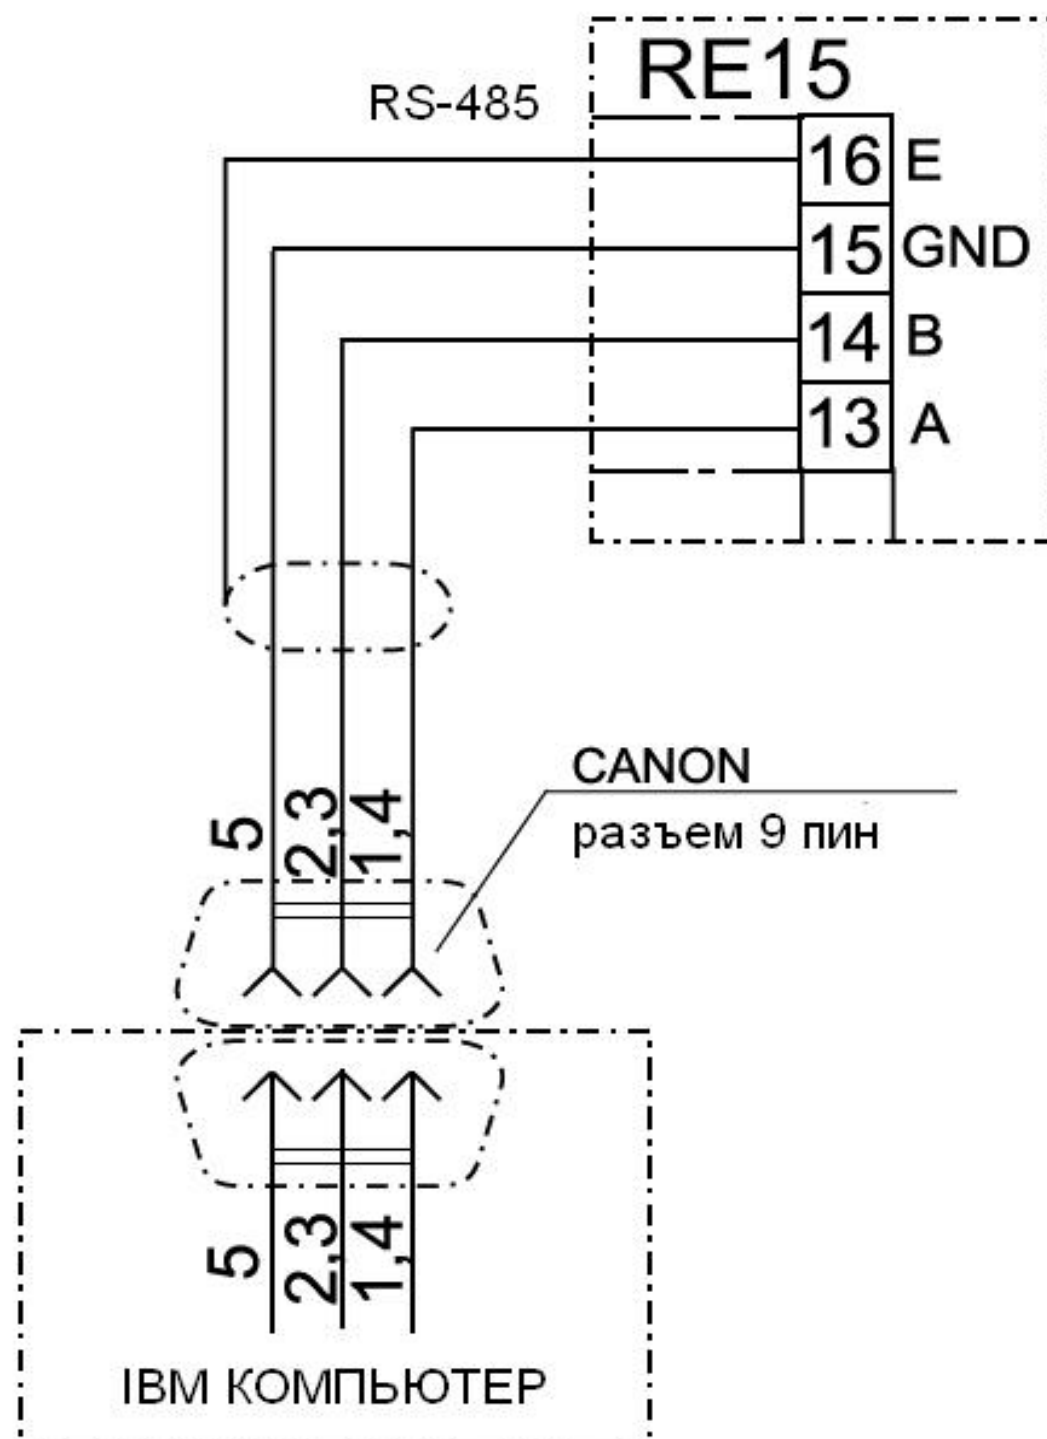 RE15
RS-485
16 E
15 GND
14 B
13 A
CANON
разъем 9 пин
5 2,3 1,4
5 2,3 1,4
IBM КОМПЬЮТЕР